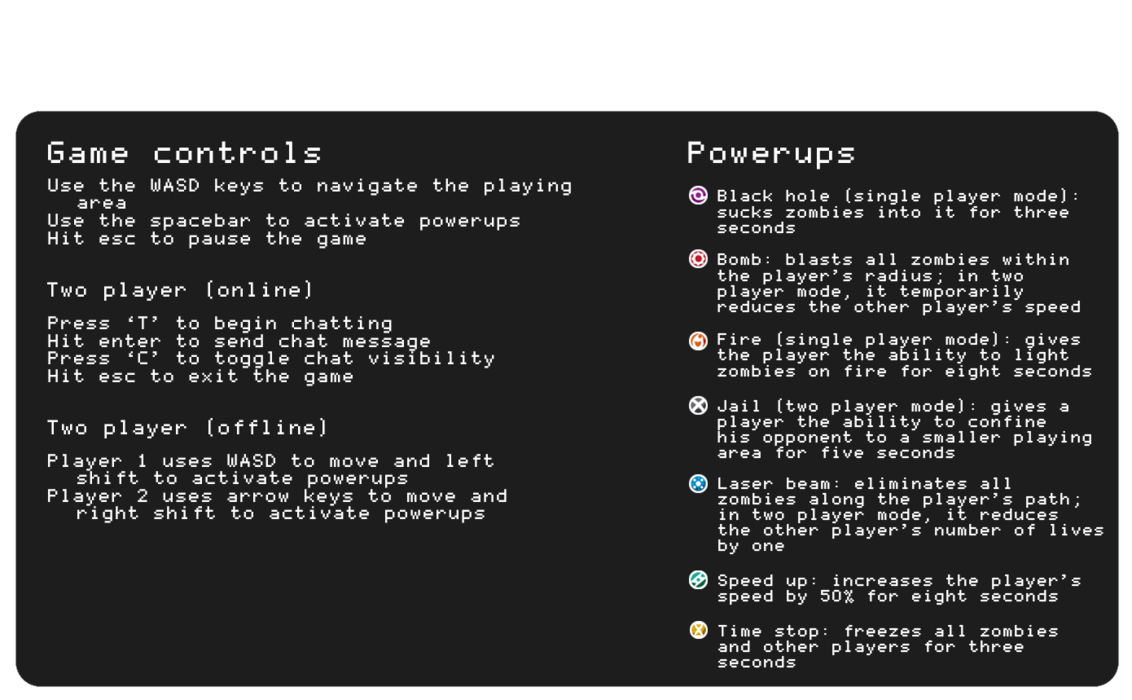 Game controls
Use the WASD keys to navigate the playing
area
Use the spacebar to activate powerups
Hit esc to pause the game
Two player (online)
Press ‘T’ to begin chatting
Hit enter to send chat message
Press ‘C’ to toggle chat visibility
Hit esc to exit the game
Two player (offline)
Player 1 uses WASD to move and left
shift to activate powerups
Player 2 uses arrow keys to move and
right shift to activate powerups
Powerups
Black hole (single player mode):
sucks zombies into it for three
seconds
Bomb: blasts all zombies within
the player’s radius; in two
player mode, it temporarily
reduces the other player’s speed
Fire (single player mode): gives
the player the ability to light
zombies on fire for eight seconds
Jail (two player mode): gives a
player the ability to confine
his opponent to a smaller playing
area for five seconds
Laser beam: eliminates all
zombies along the player’s path;
in two player mode, it reduces
the other player’s number of lives
by one
Speed up: increases the player’s
speed by 50% for eight seconds
Time stop: freezes all zombies
and other players for three
seconds